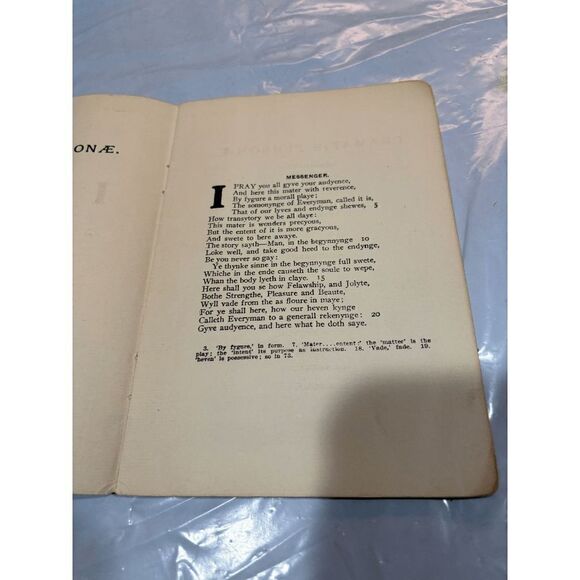 ONÆ.
MESSENGER.
I PRAY you all gyve your audyence,
And here this mater with reverence,
By fygure a morall playe;
The somonynge of Everyman, called it is,
That of our lyves and endynge shewes, 5
How transytory we be all daye:
This mater is wonders precyous,
But the entent of it is more gracyous,
And swete to bere awaye.
The story sayth—Man, in the begynnynge 10
Loke well, and take good heed to the endynge,
Be you never so gay:
Ye thynke sinne in the begynnynge full swete,
Whiche in the ende causeth the soule to wepe,
Whan the body lyeth in claye. 15
Here shall you se how Felawship, and Jolyte,
Bothe Strengthe, Pleasure and Beaute,
Wyll vade from the as floure in maye;
For ye shall here, how our heven kynge
Calleth Everyman to a generall rekenynge: 20
Gyve audyence, and here what he doth saye.
3. 'By fygure,' in form. 7. 'Mater....entent:' the 'matter' is the
play; the 'intent' its purpose as instruction. 18. 'Vade,' fade. 19.
'heven' is possessive; so in 73.